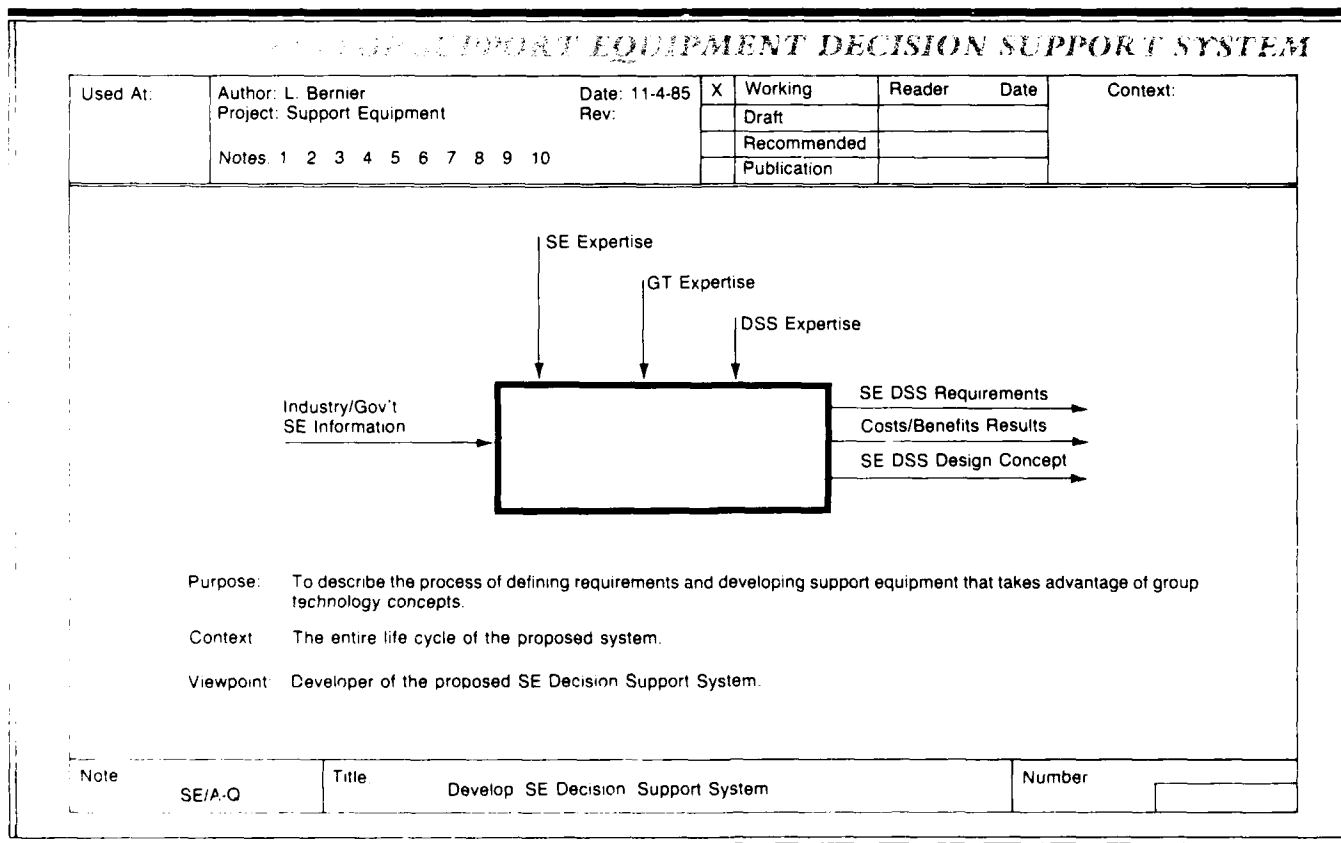 SUPPORT EQUIPMENT DECISION SUPPORT SYSTEM
Used At:
Author: L. Bernier
Date: 11-4-85
Project: Support Equipment
Rev:
Notes. 1 2 3 4 5 6 7 8 9 10
X Working
Draft
Recommended
Publication
Reader Date
Context:
SE Expertise
GT Expertise
DSS Expertise
Industry/Gov't
SE Information
SE DSS Requirements
Costs/Benefits Results
SE DSS Design Concept
Purpose: To describe the process of defining requirements and developing support equipment that takes advantage of group
technology concepts.
Context The entire life cycle of the proposed system.
Viewpoint: Developer of the proposed SE Decision Support System.
Note
SE/A-Q
Title
Develop SE Decision Support System
Number